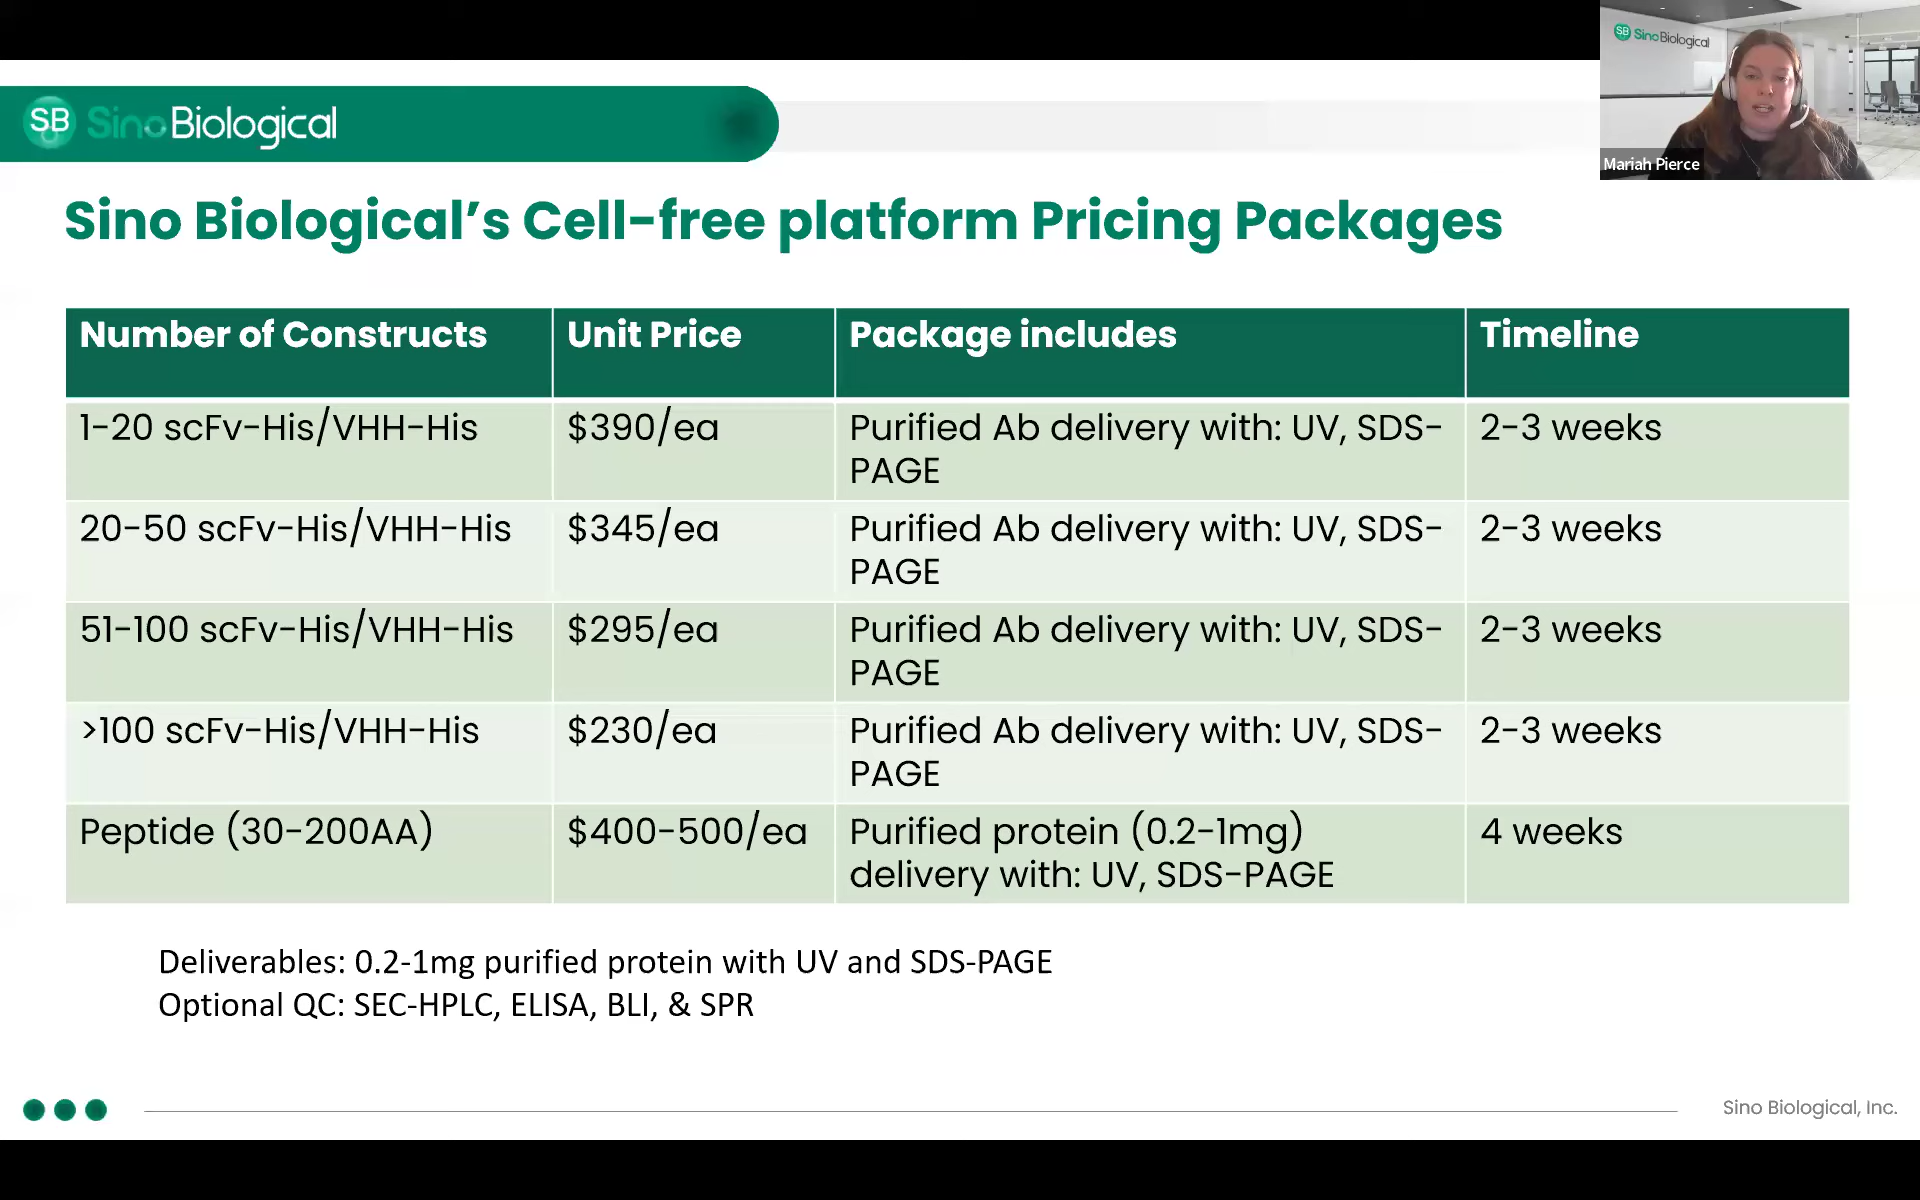 SB SinoBiological
SB SinoBiological
Mariah Pierce
Sino Biological's Cell-free platform Pricing Packages
Number of Constructs Unit Price Package includes Timeline
1-20 scFv-His/VHH-His $390/ea Purified Ab delivery with: UV, SDS- 2-3 weeks
PAGE
20-50 scFv-His/VHH-His $345/ea Purified Ab delivery with: UV, SDS- 2-3 weeks
PAGE
51-100 scFv-His/VHH-His $295/ea Purified Ab delivery with: UV, SDS- 2-3 weeks
PAGE
>100 scFv-His/VHH-His $230/ea Purified Ab delivery with: UV, SDS- 2-3 weeks
PAGE
Peptide (30-200AA) $400-500/ea Purified protein (0.2-1mg) 4 weeks
delivery with: UV, SDS-PAGE
Deliverables: 0.2-1mg purified protein with UV and SDS-PAGE
Optional QC: SEC-HPLC, ELISA, BLI, & SPR
Sino Biological, Inc.